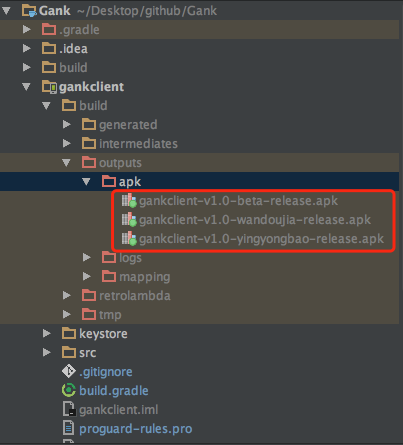 Gank ~/Desktop/github/Gank
.gradle
.idea
build
gankclient
build
generated
intermediates
outputs
apk
gankclient-v1.0-beta-release.apk
gankclient-v1.0-wandoujia-release.apk
gankclient-v1.0-yingyongbao-release.apk
logs
mapping
retrolambda
tmp
keystore
src
.gitignore
build.gradle
gankclient.iml
proguard-rules.pro